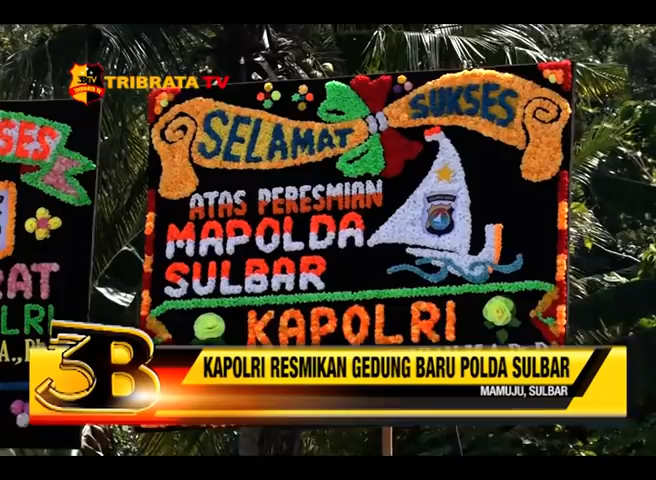 TRIBRATA TV
SELAMAT SUKSES
ATAS PERESMIAN
MAPOLDA
SULBAR
KAPOLRI
SES
RAT
LRI
A.,
3B
KAPOLRI RESMIKAN GEDUNG BARU POLDA SULBAR
MAMUJU, SULBAR